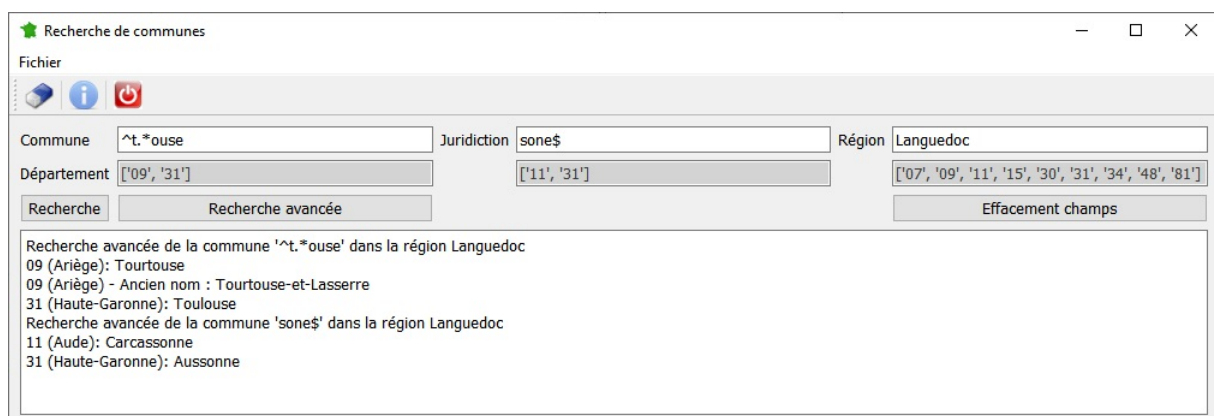 Recherche de communes
Fichier
Commune ^t.*ouse Juridiction sone$ Région Languedoc
Département ['09', '31'] ['11', '31'] ['07', '09', '11', '15', '30', '31', '34', '48', '81']
Recherche Recherche avancée Effacement champs
Recherche avancée de la commune '^t.*ouse' dans la région Languedoc
09 (Ariège): Tourtouse
09 (Ariège) - Ancien nom : Tourtouse-et-Lasserre
31 (Haute-Garonne): Toulouse
Recherche avancée de la commune 'sone$' dans la région Languedoc
11 (Aude): Carcassonne
31 (Haute-Garonne): Aussonne